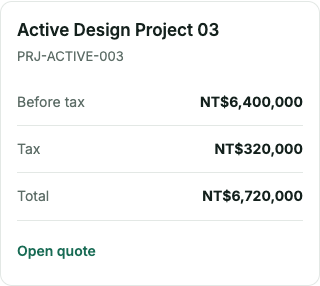 Active Design Project 03
PRJ-ACTIVE-003
Before tax NT$6,400,000
Tax NT$320,000
Total NT$6,720,000
Open quote